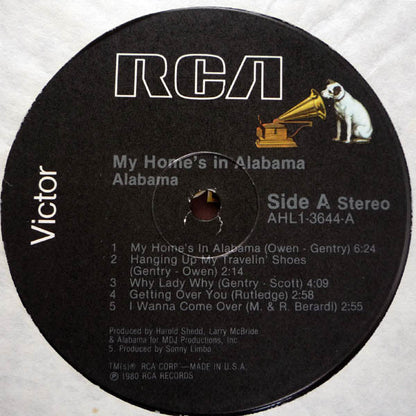 RCA
Victor
My Home's in Alabama
Alabama
Side A Stereo
AHL1-3644-A
1 My Home's In Alabama (Owen - Gentry) 6:24
2 Hanging Up My Travelin' Shoes
(Gentry - Owen) 2:14
3 Why Lady Why (Gentry - Scott) 4:09
4 Getting Over You (Rutledge) 2:58
5 I Wanna Come Over (M. & R. Berardi) 2:55
Produced by Harold Shedd, Larry McBride
& Alabama for MDJ Productions, Inc.
5. Produced by Sonny Limbo
TM(s)® RCA CORP.—MADE IN U.S.A.
℗ 1980 RCA RECORDS